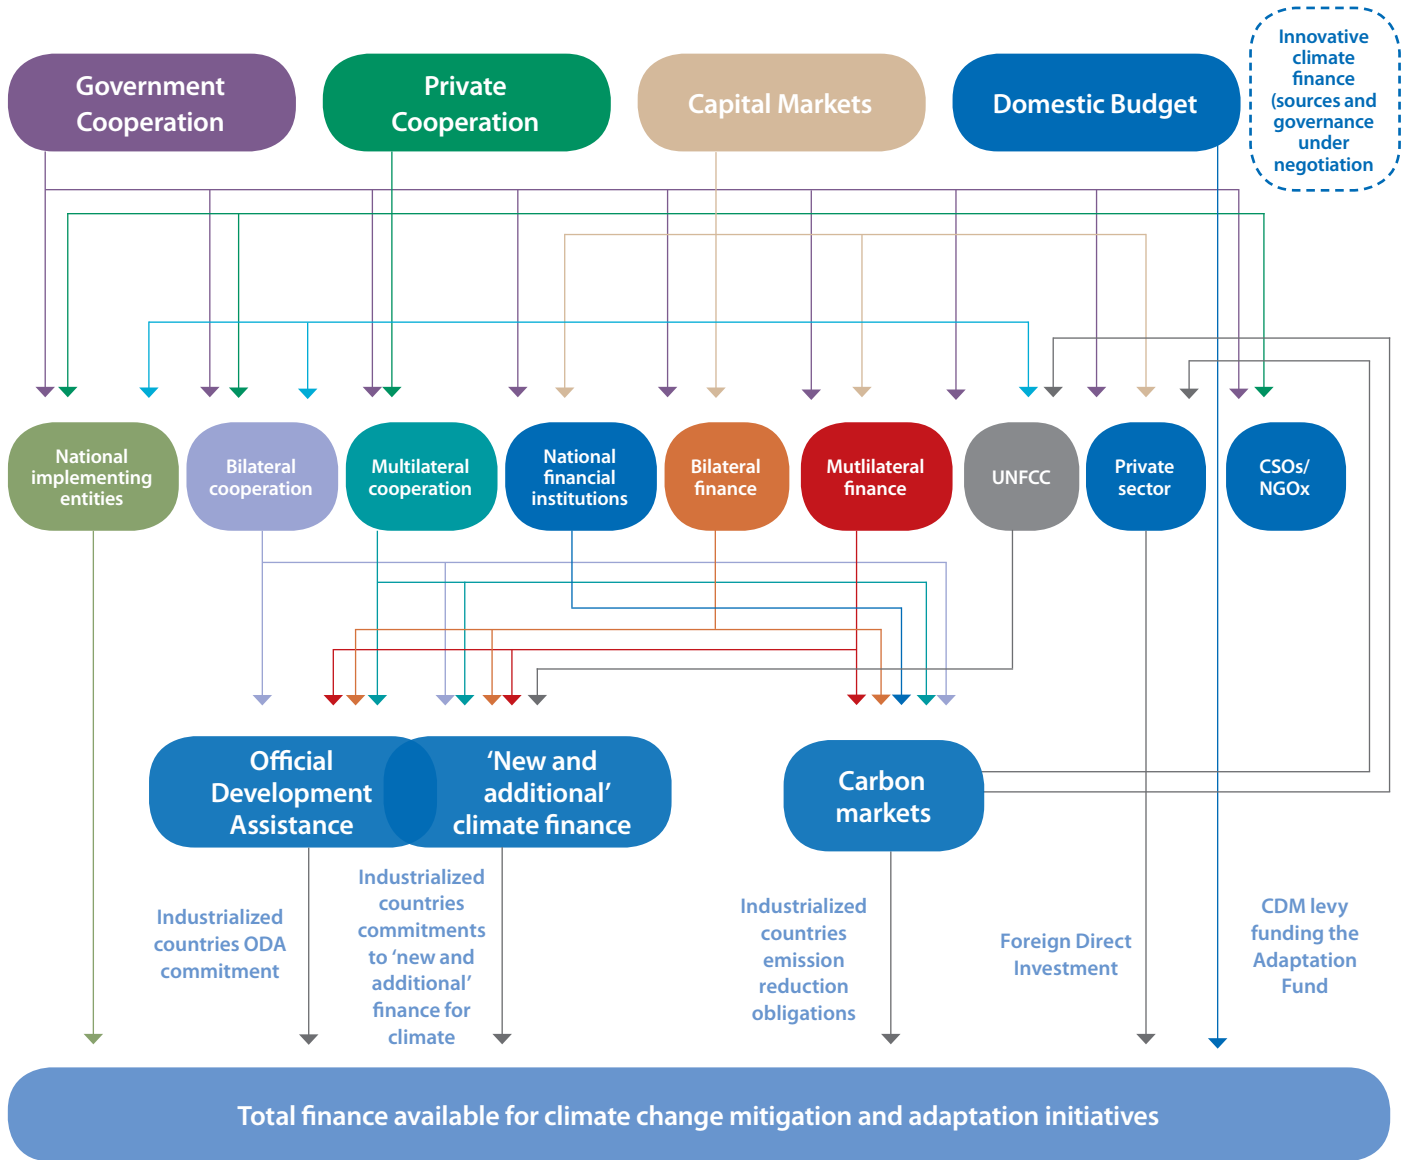 Government
Cooperation
Private
Cooperation
Capital Markets
Domestic Budget
Innovative
climate
finance
(sources and
governance
under
negotiation
National
implementing
entities
Bilateral
cooperation
Multilateral
cooperation
National
financial
institutions
Bilateral
finance
Mutlilateral
finance
UNFCC
Private
sector
CSOs/
NGOx
Official
Development
Assistance
‘New and
additional’
climate finance
Carbon
markets
Industrialized
countries ODA
commitment
Industrialized
countries
commitments
to ‘new and
additional’
finance for
climate
Industrialized
countries
emission
reduction
obligations
Foreign Direct
Investment
CDM levy
funding the
Adaptation
Fund
Total finance available for climate change mitigation and adaptation initiatives